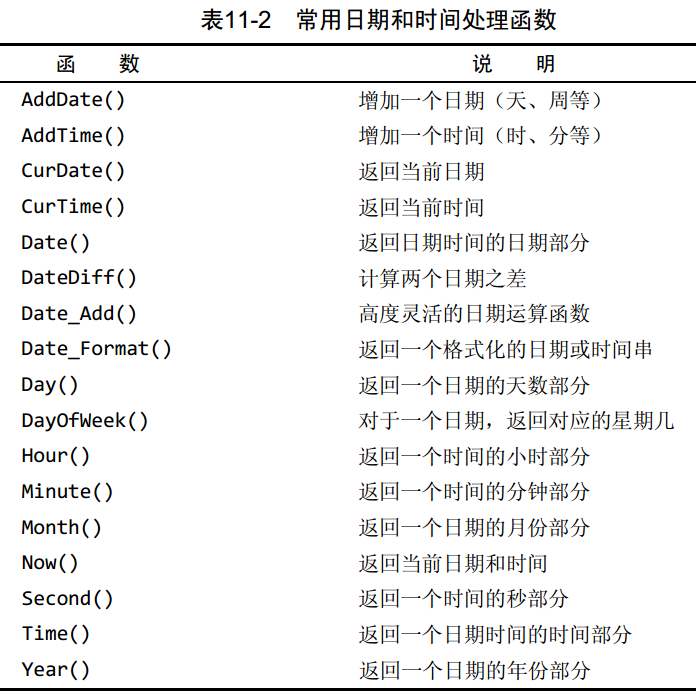 表11-2 常用日期和时间处理函数
函 数 说 明
AddDate() 增加一个日期（天、周等）
AddTime() 增加一个时间（时、分等）
CurDate() 返回当前日期
CurTime() 返回当前时间
Date() 返回日期时间的日期部分
DateDiff() 计算两个日期之差
Date_Add() 高度灵活的日期运算函数
Date_Format() 返回一个格式化的日期或时间串
Day() 返回一个日期的天数部分
DayOfWeek() 对于一个日期，返回对应的星期几
Hour() 返回一个时间的小时部分
Minute() 返回一个时间的分钟部分
Month() 返回一个日期的月份部分
Now() 返回当前日期和时间
Second() 返回一个时间的秒部分
Time() 返回一个日期时间的时间部分
Year() 返回一个日期的年份部分